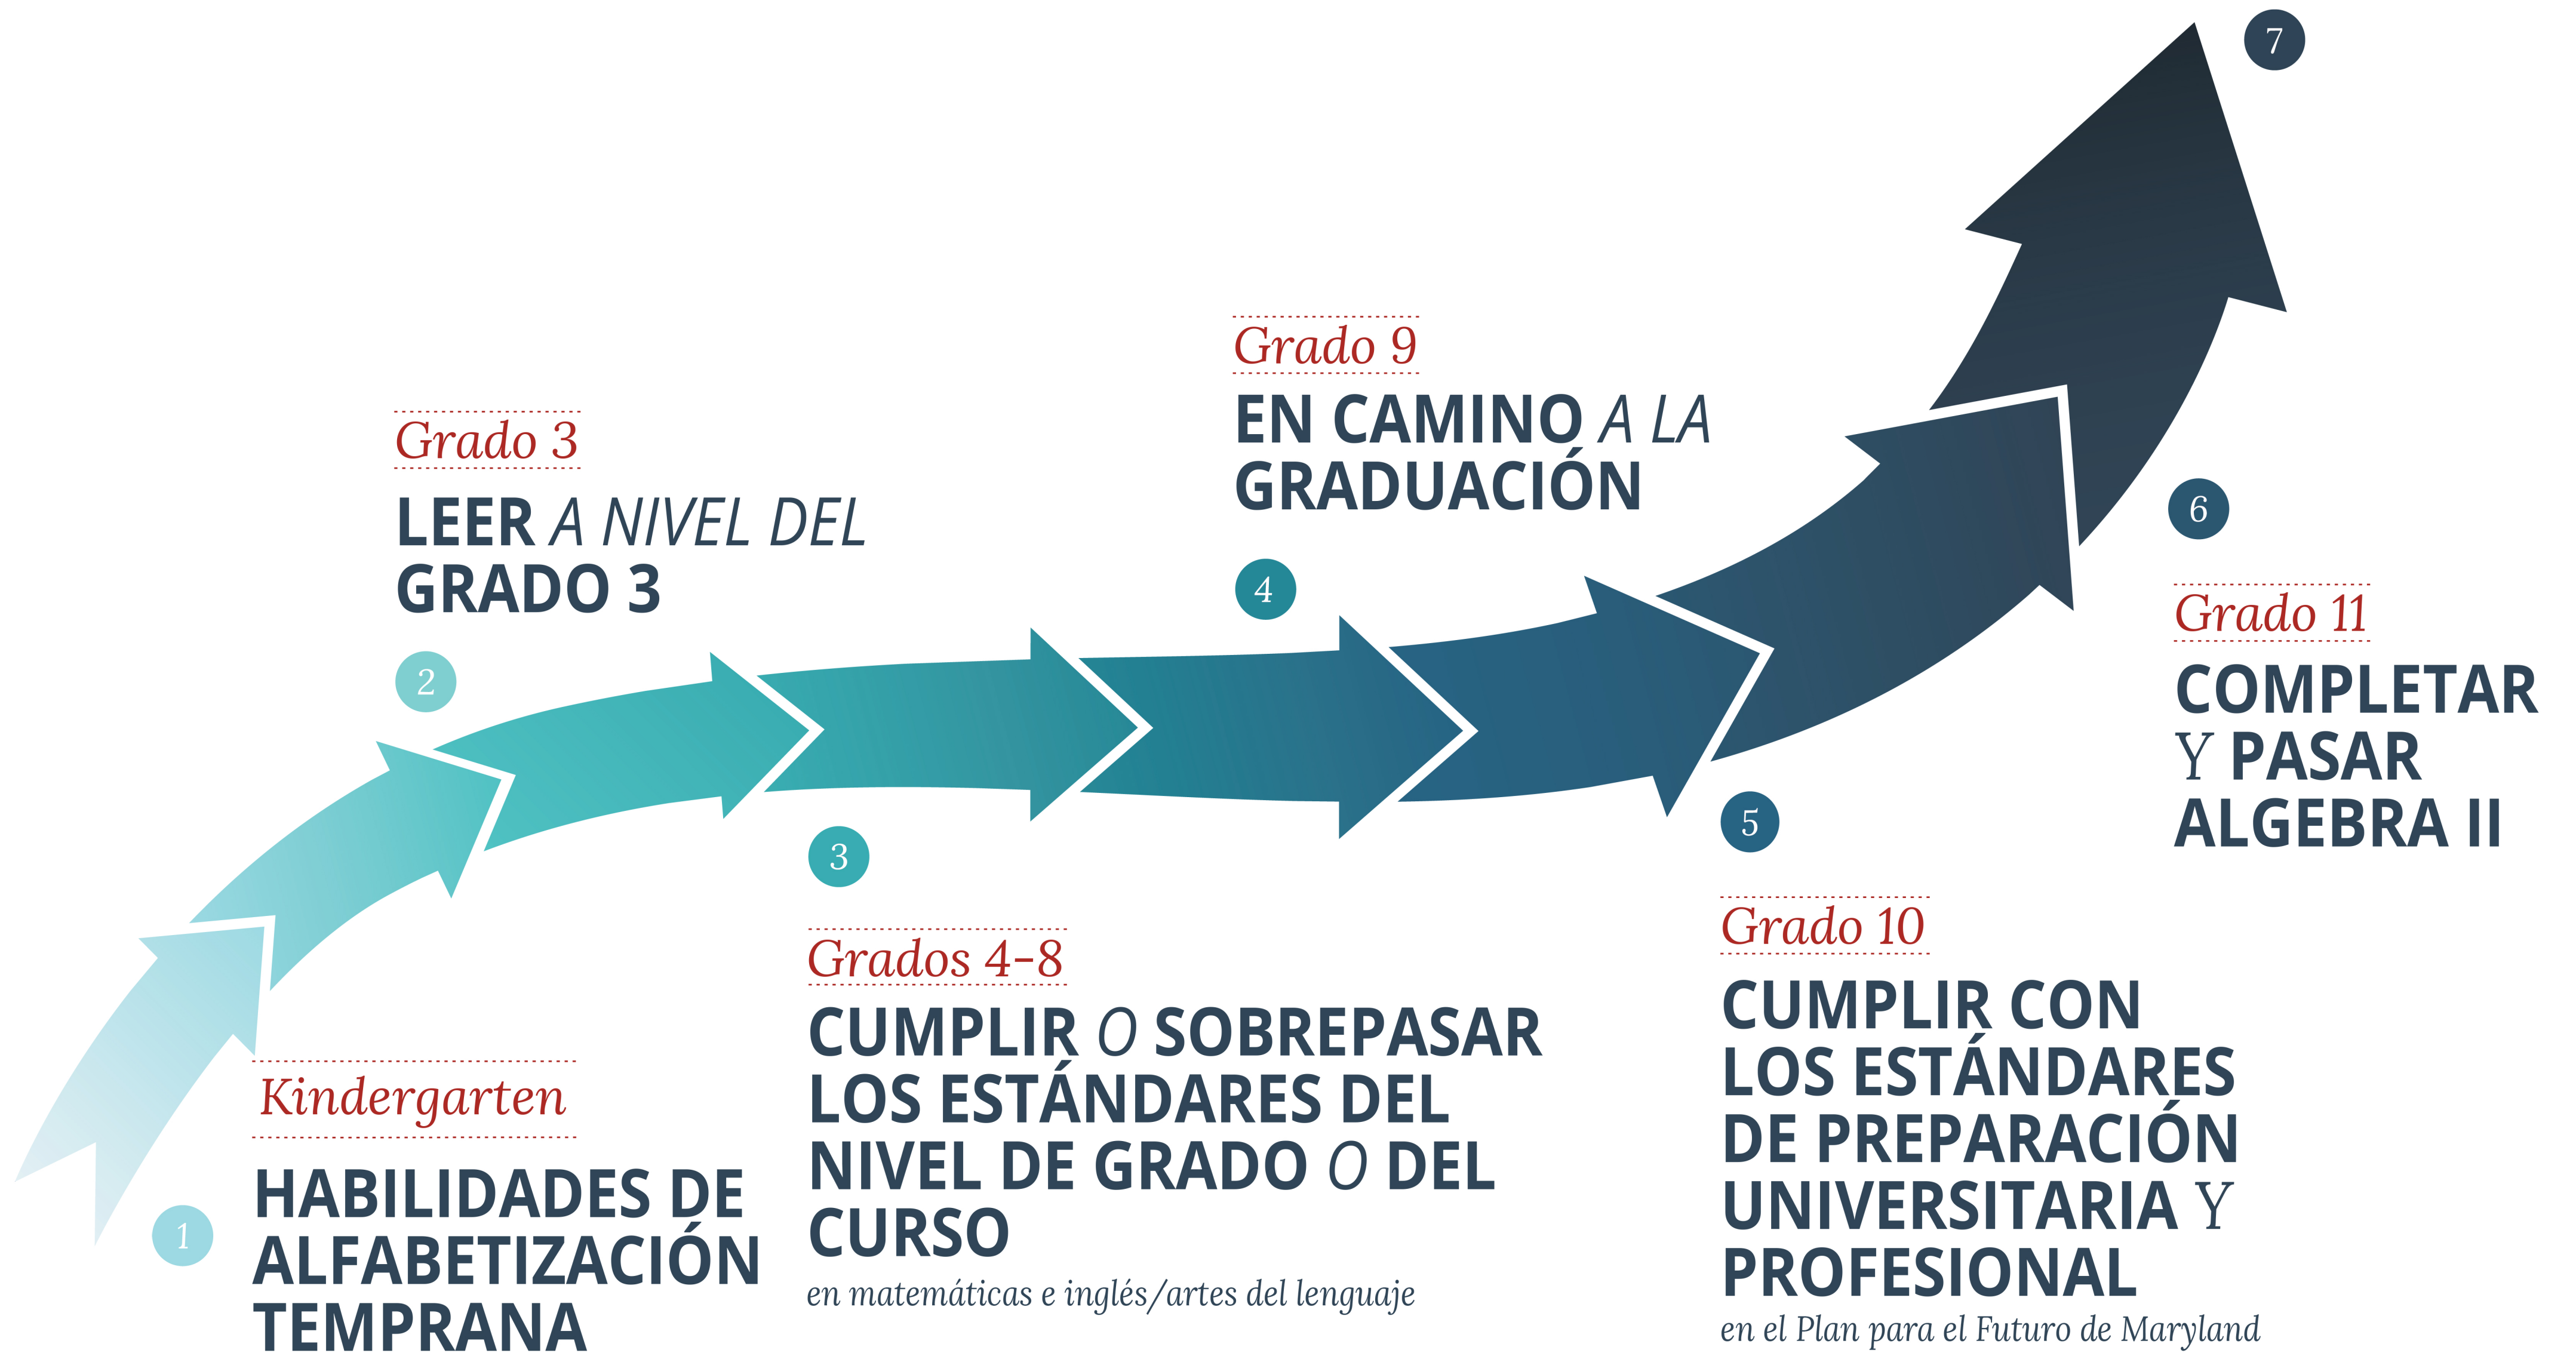 1
Kindergarten
HABILIDADES DE
ALFABETIZACIÓN
TEMPRANA
2
Grado 3
LEER A NIVEL DEL
GRADO 3
3
Grados 4-8
CUMPLIR O SOBREPASAR
LOS ESTÁNDARES DEL
NIVEL DE GRADO O DEL
CURSO
en matemáticas e inglés/artes del lenguaje
4
Grado 9
EN CAMINO A LA
GRADUACIÓN
5
Grado 10
CUMPLIR CON
LOS ESTÁNDARES
DE PREPARACIÓN
UNIVERSITARIA Y
PROFESIONAL
en el Plan para el Futuro de Maryland
6
Grado 11
COMPLETAR
Y PASAR
ALGEBRA II
7